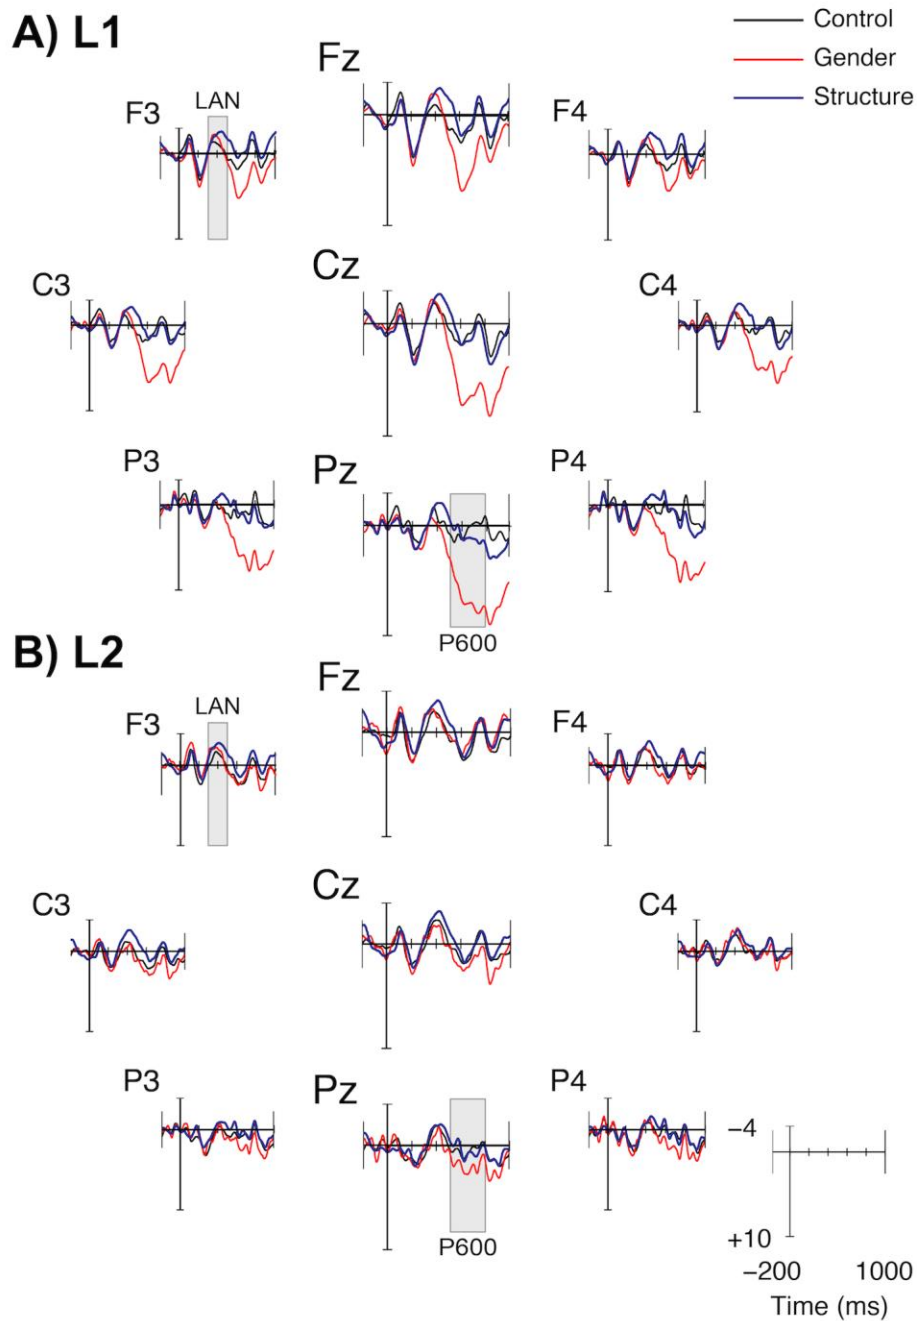 A) L1
Control
Gender
Structure
Fz
F3
LAN
F4
C3
Cz
C4
P3
Pz
P4
P600
B) L2
Fz
F3
LAN
F4
C3
Cz
C4
P3
Pz
P4
P600
−4
+10
−200 1000
Time (ms)